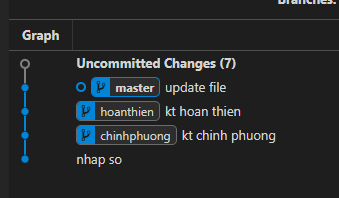 Branches:
Graph
Uncommitted Changes (7)
master update file
hoanthien kt hoan thien
chinhphuong kt chinh phuong
nhap so